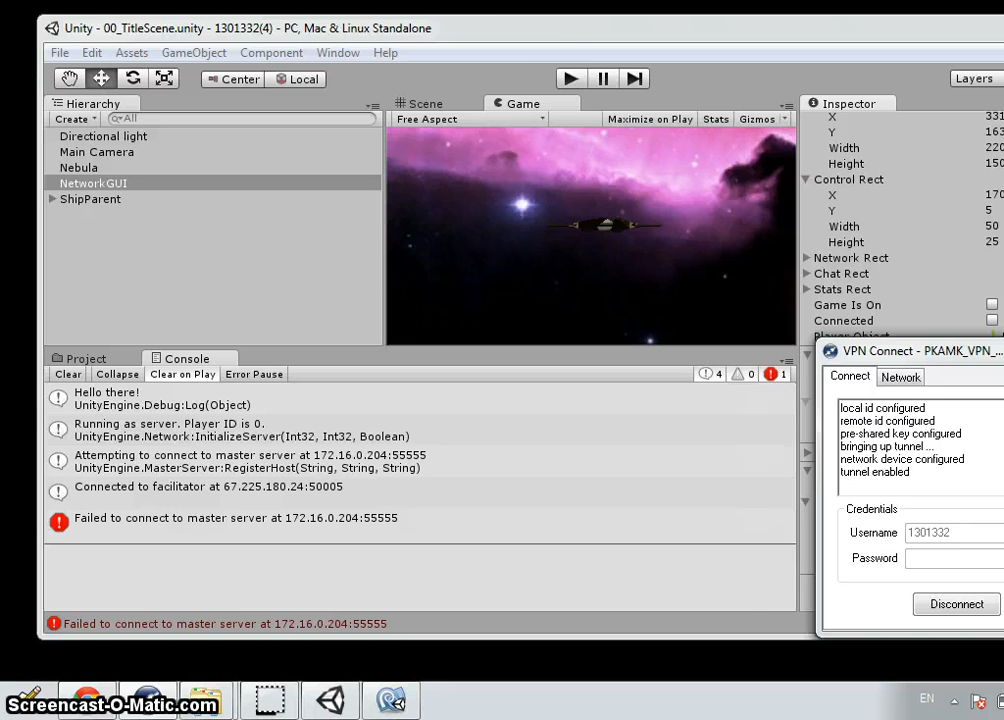 Unity - 00_TitleScene.unity - 1301332(4) - PC, Mac & Linux Standalone
File Edit Assets GameObject Component Window Help
Center Local Layers
Hierarchy
Create All
Directional light
Main Camera
Nebula
NetworkGUI
ShipParent
Scene Game
Free Aspect Maximize on Play Stats Gizmos
Inspector
X 331
Y 163
Width 220
Height 150
Control Rect
X 170
Y 5
Width 50
Height 25
Network Rect
Chat Rect
Stats Rect
Game Is On
Connected
Player Object
Project Console
Clear Collapse Clear on Play Error Pause 4 0 1
Hello there!
UnityEngine.Debug:Log(Object)
Running as server. Player ID is 0.
UnityEngine.Network:InitializeServer(Int32, Int32, Boolean)
Attempting to connect to master server at 172.16.0.204:55555
UnityEngine.MasterServer:RegisterHost(String, String, String)
Connected to facilitator at 67.225.180.24:50005
Failed to connect to master server at 172.16.0.204:55555
Failed to connect to master server at 172.16.0.204:55555
VPN Connect - PKAMK_VPN_...
Connect Network
local id configured
remote id configured
pre-shared key configured
bringing up tunnel ...
network device configured
tunnel enabled
Credentials
Username 1301332
Password
Disconnect
Screencast-O-Matic.com
EN